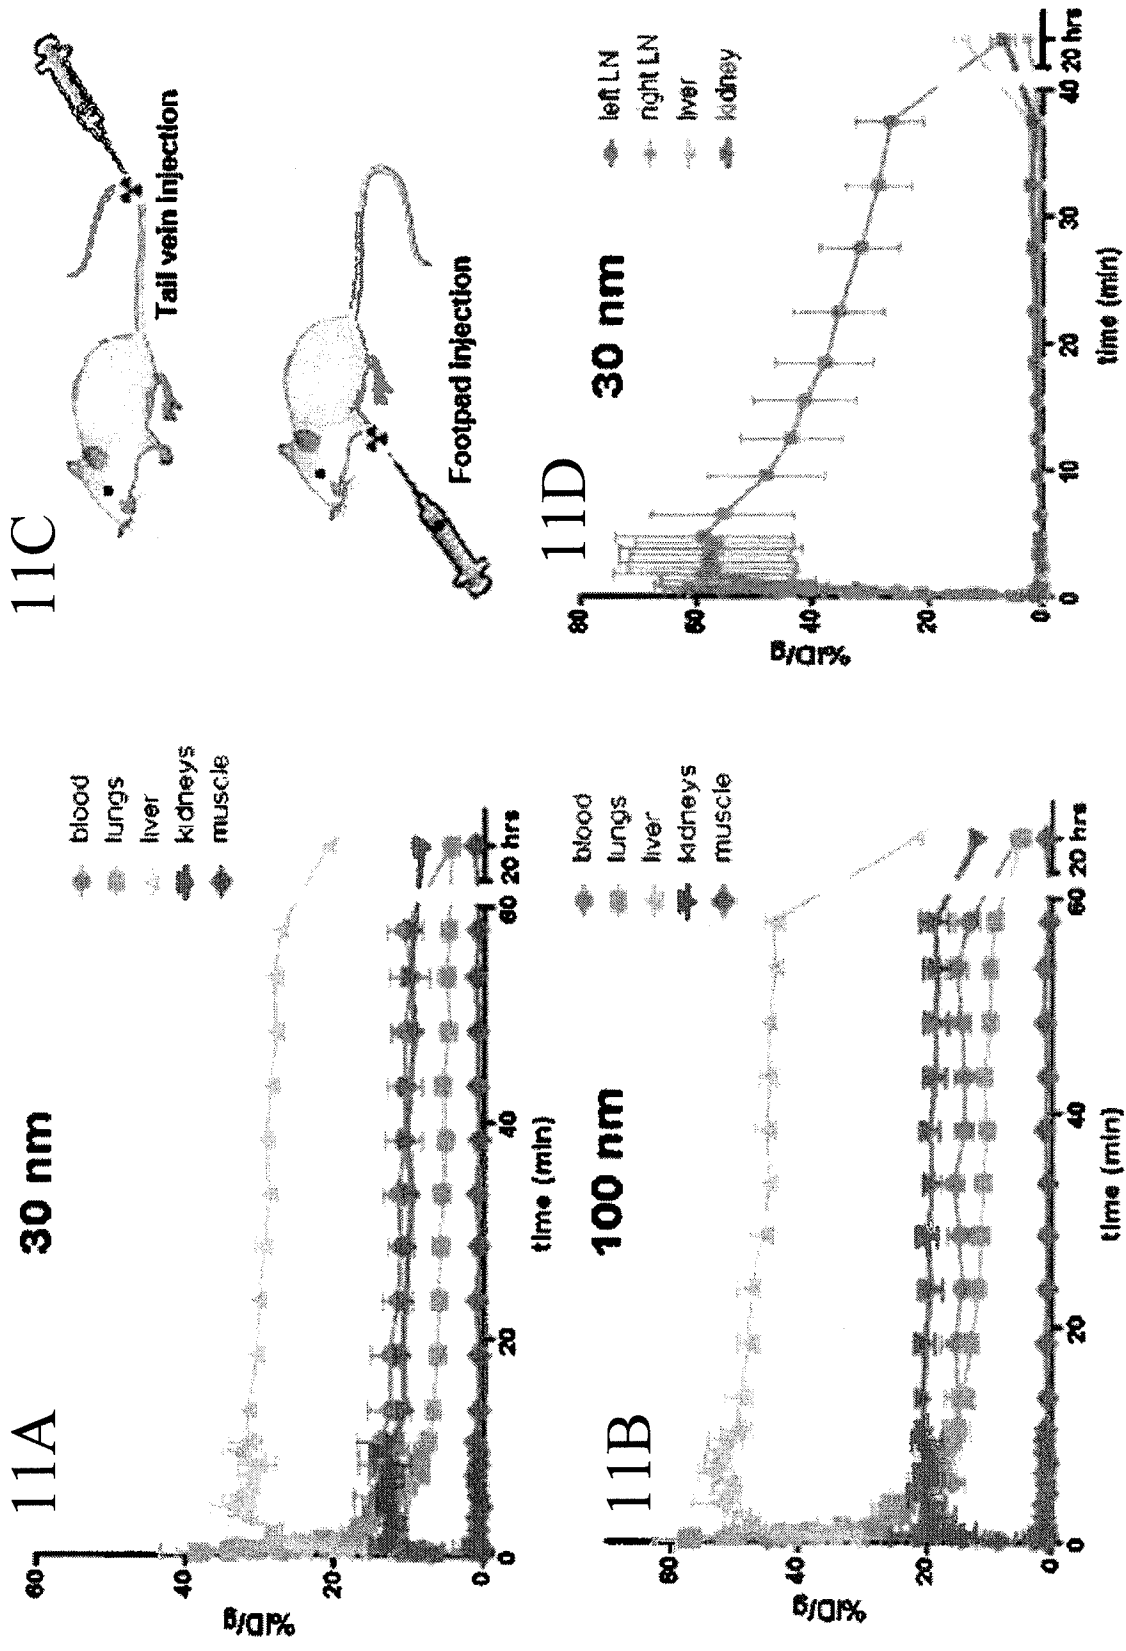 11A
30 nm
60
40
20
0
%ID/g
0
20
40
60
20 hrs
time (min)
blood
lungs
liver
kidneys
muscle
11B
100 nm
60
40
20
0
%ID/g
0
20
40
60
20 hrs
time (min)
blood
lungs
liver
kidneys
muscle
11C
Tail vein injection
Footpad injection
11D
30 nm
80
60
40
20
0
%ID/g
0
10
20
30
40
20 hrs
time (min)
left LN
right LN
liver
kidney